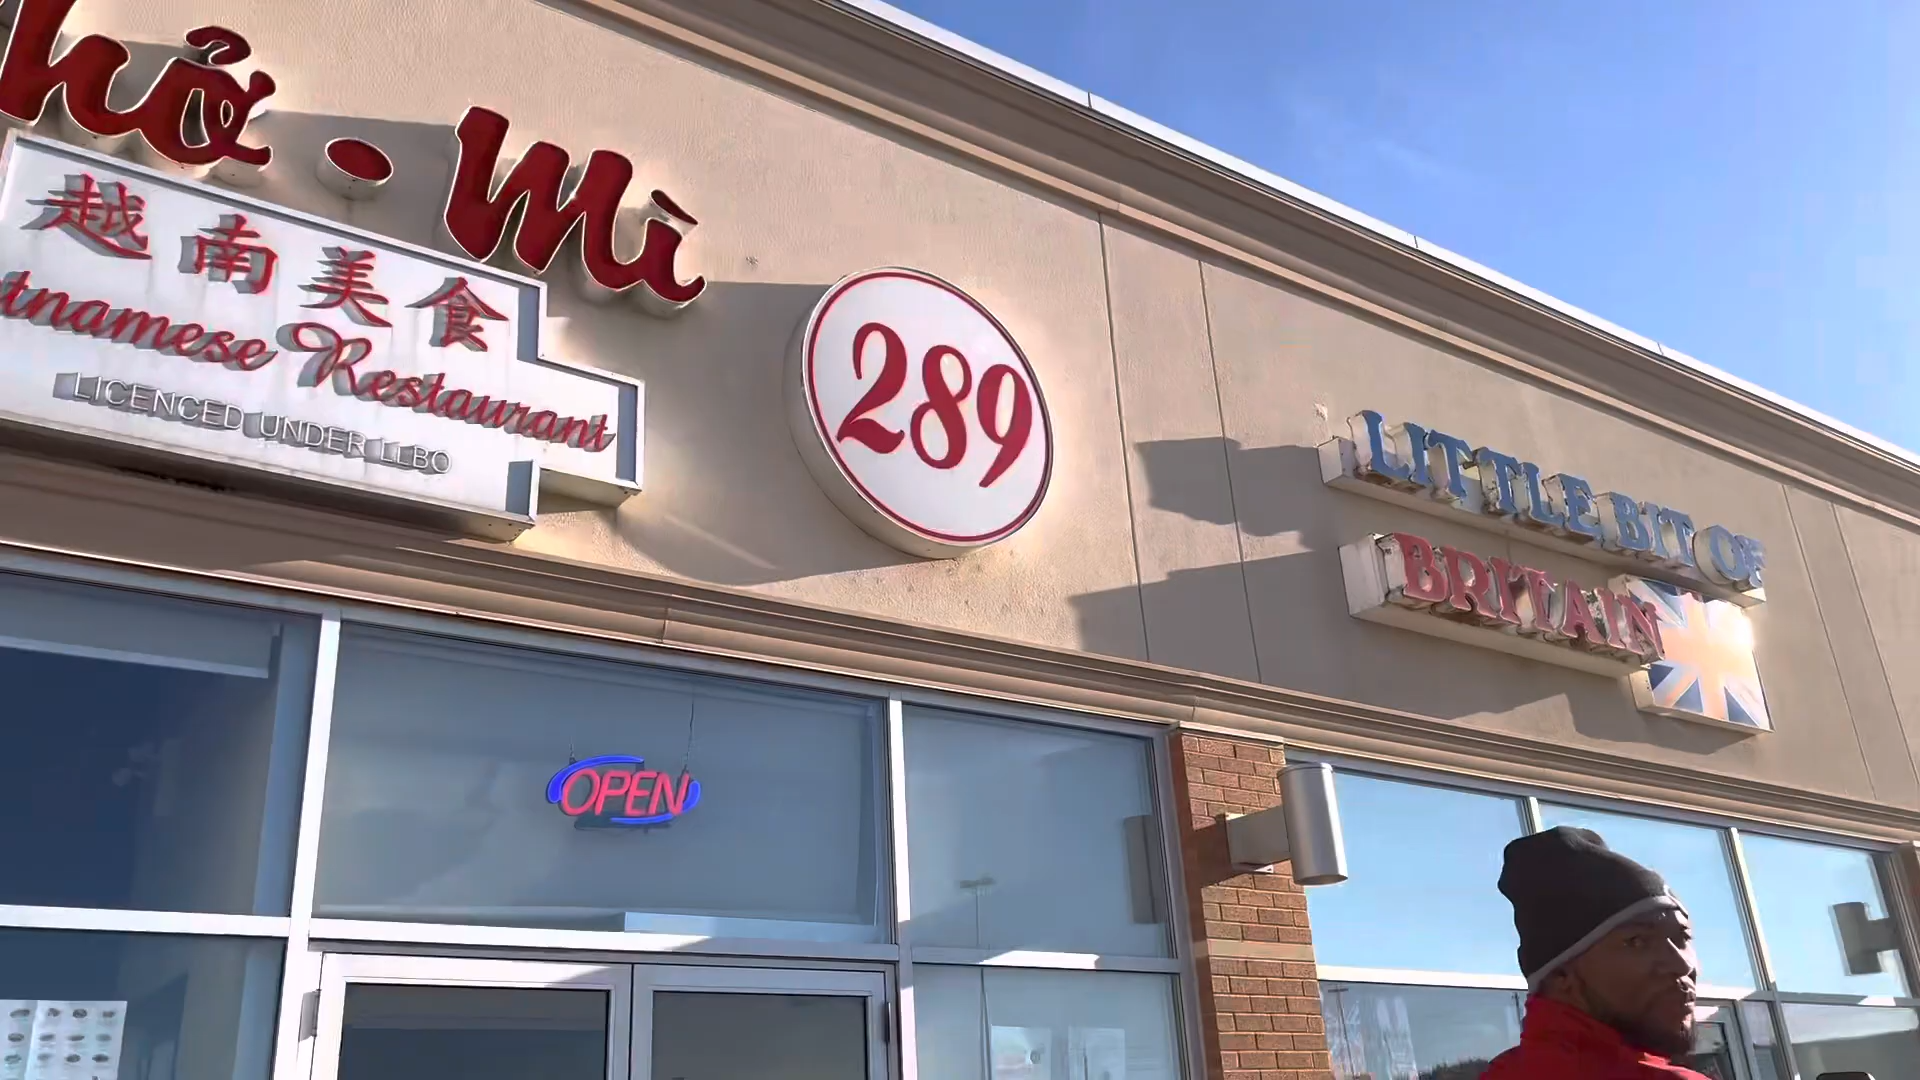 hở - Mì
越南美食
tnamese Restaurant
LICENCED UNDER LLBO
289
LITTLE BIT OF
BRITAIN
OPEN